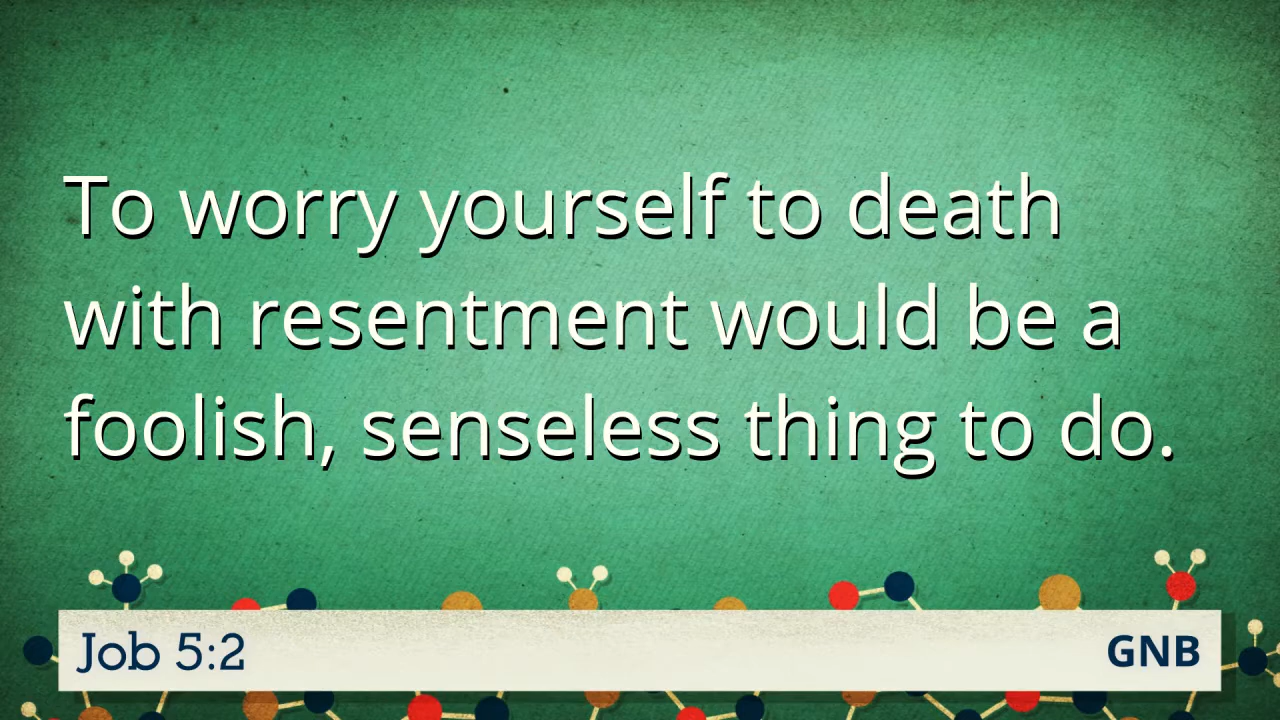 To worry yourself to death
with resentment would be a
foolish, senseless thing to do.
Job 5:2
GNB